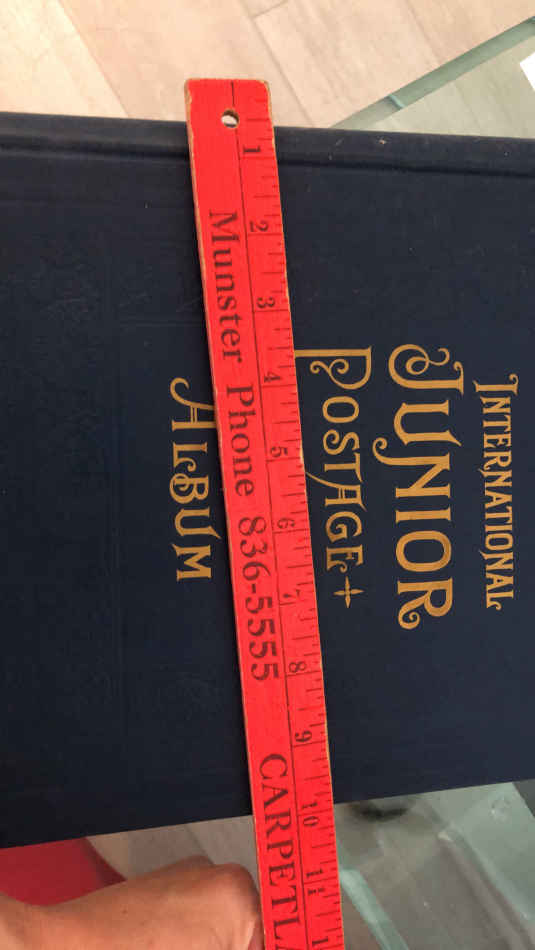 INTERNATIONAL
JUNIOR
POSTAGE
ALBUM
1 2 3 4 5 6 7 8 9 10 11
Munster Phone 836-5555 CARPETL